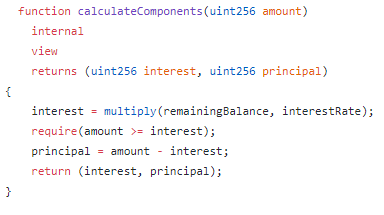 function calculateComponents(uint256 amount)
internal
view
returns (uint256 interest, uint256 principal)
{
interest = multiply(remainingBalance, interestRate);
require(amount >= interest);
principal = amount - interest;
return (interest, principal);
}